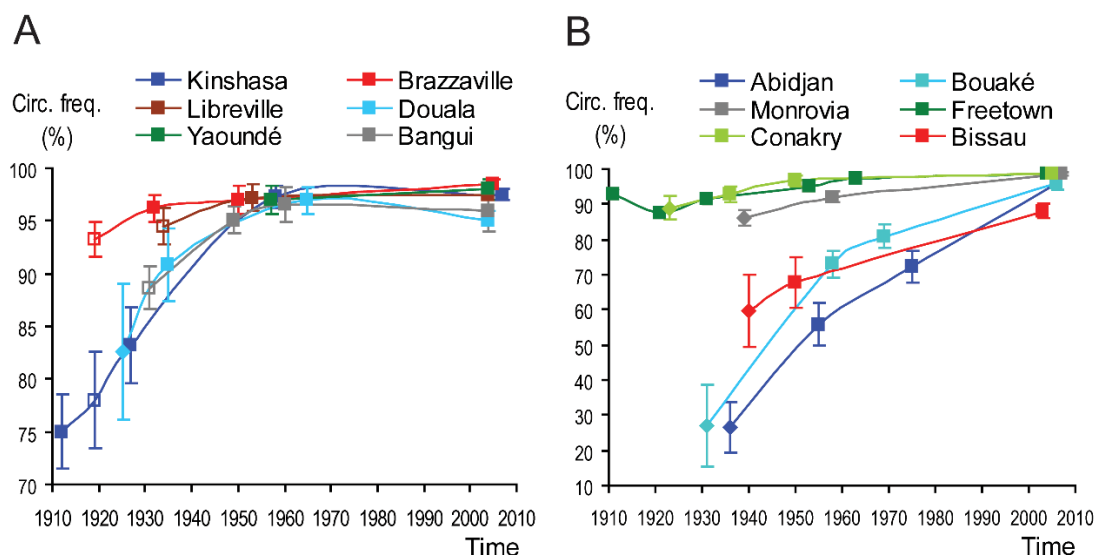 A
Kinshasa Brazzaville
Libreville Douala
Yaoundé Bangui
Circ. freq.
(%)
100
95
90
85
80
75
70
1910 1920 1930 1940 1950 1960 1970 1980 1990 2000 2010
Time
B
Abidjan Bouaké
Monrovia Freetown
Conakry Bissau
Circ. freq.
(%)
100
90
80
70
60
50
40
30
20
10
1910 1920 1930 1940 1950 1960 1970 1980 1990 2000 2010
Time